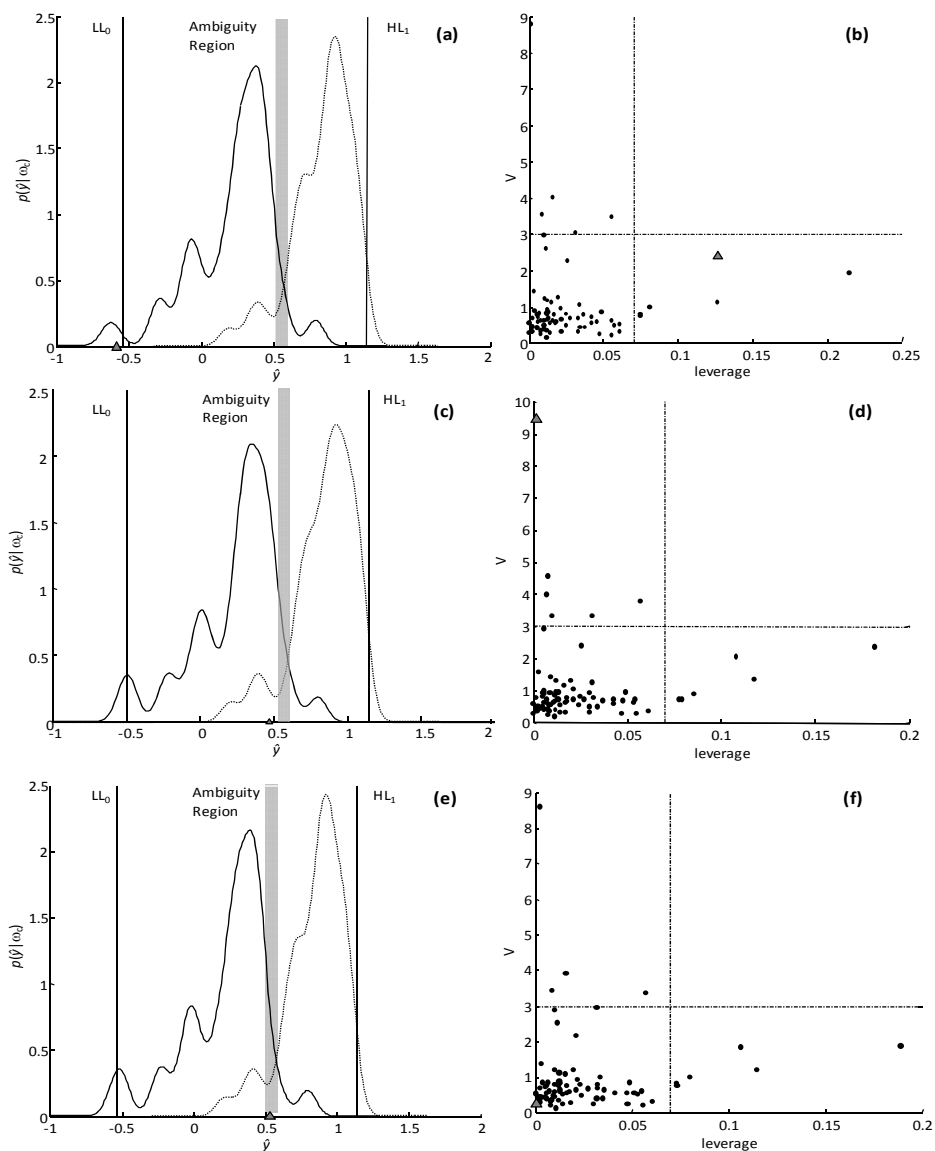 2.5
2
1.5
1
0.5
0
LL₀
Ambiguity
Region
HL₁
(a)
p(ŷ|ω꜀)
-1
-0.5
0
0.5
1
1.5
2
ŷ
9
8
7
6
5
4
3
2
1
0
V
(b)
0
0.05
0.1
0.15
0.2
0.25
leverage
2.5
2
1.5
1
0.5
0
LL₀
Ambiguity
Region
HL₁
(c)
p(ŷ|ω꜀)
-1
-0.5
0
0.5
1
1.5
2
ŷ
10
9
8
7
6
5
4
3
2
1
0
V
(d)
0
0.05
0.1
0.15
0.2
leverage
2.5
2
1.5
1
0.5
0
LL₀
Ambiguity
Region
HL₁
(e)
p(ŷ|ω꜀)
-1
-0.5
0
0.5
1
1.5
2
ŷ
9
8
7
6
5
4
3
2
1
0
V
(f)
0
0.05
0.1
0.15
0.2
leverage